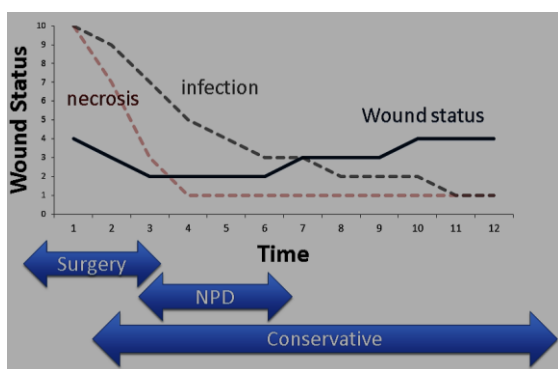 Wound Status
10
9
8
7
6
5
4
3
2
1
0
necrosis
infection
Wound status
1 2 3 4 5 6 7 8 9 10 11 12
Time
Surgery
NPD
Conservative